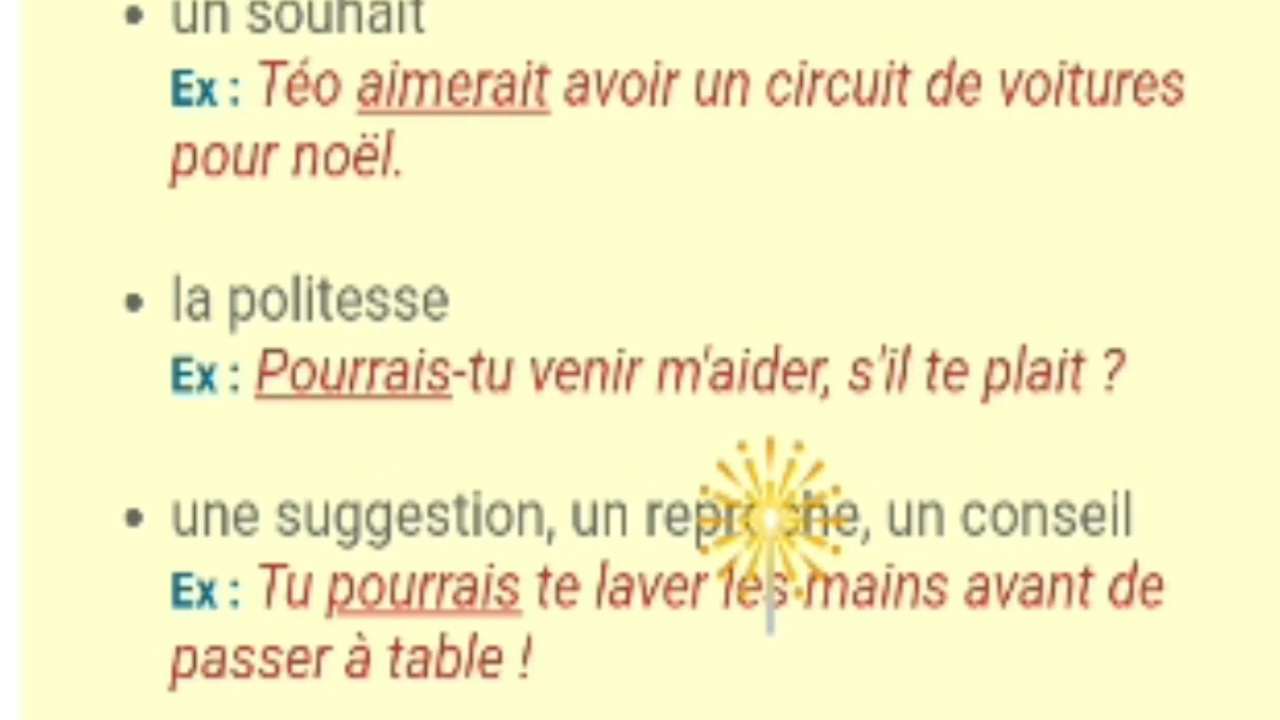 • un souhait
Ex : Téo aimerait avoir un circuit de voitures
pour noël.
• la politesse
Ex : Pourrais-tu venir m'aider, s'il te plait ?
• une suggestion, un reproche, un conseil
Ex : Tu pourrais te laver les mains avant de
passer à table !